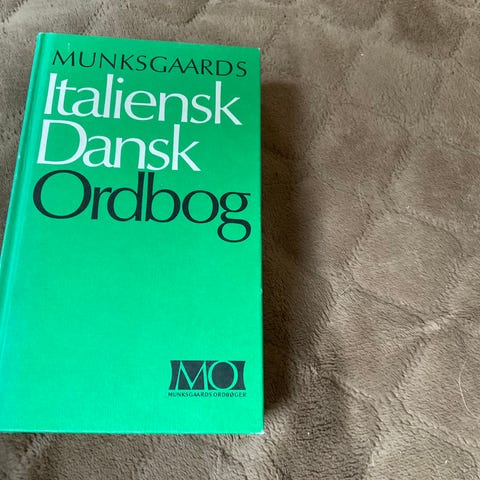 MUNKSGAARDS
Italiensk
Dansk
Ordbog
MO
MUNKSGAARDS ORDBØGER